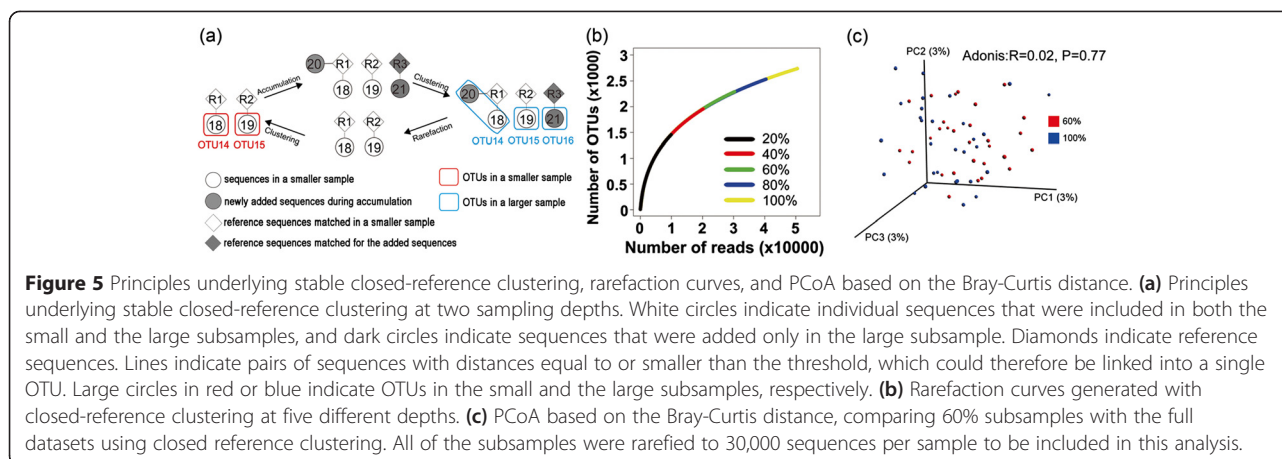 (a)
20 R1 R2 R3
18 19 21
Accumulation
Clustering
R1 R2
18 19
OTU14 OTU15
Clustering
R1 R2
18 19
Rarefaction
20 R1 R2 R3
18 19 21
OTU14 OTU15 OTU16
sequences in a smaller sample
newly added sequences during accumulation
reference sequences matched in a smaller sample
reference sequences matched for the added sequences
OTUs in a smaller sample
OTUs in a larger sample
(b)
Number of OTUs (x1000)
3
2.5
2
1.5
1
0.5
0
20%
40%
60%
80%
100%
0 1 2 3 4 5
Number of reads (x10000)
(c)
PC2 (3%)
Adonis:R=0.02, P=0.77
60%
100%
PC1 (3%)
PC3 (3%)
Figure 5 Principles underlying stable closed-reference clustering, rarefaction curves, and PCoA based on the Bray-Curtis distance. (a) Principles
underlying stable closed-reference clustering at two sampling depths. White circles indicate individual sequences that were included in both the
small and the large subsamples, and dark circles indicate sequences that were added only in the large subsample. Diamonds indicate reference
sequences. Lines indicate pairs of sequences with distances equal to or smaller than the threshold, which could therefore be linked into a single
OTU. Large circles in red or blue indicate OTUs in the small and the large subsamples, respectively. (b) Rarefaction curves generated with
closed-reference clustering at five different depths. (c) PCoA based on the Bray-Curtis distance, comparing 60% subsamples with the full
datasets using closed reference clustering. All of the subsamples were rarefied to 30,000 sequences per sample to be included in this analysis.